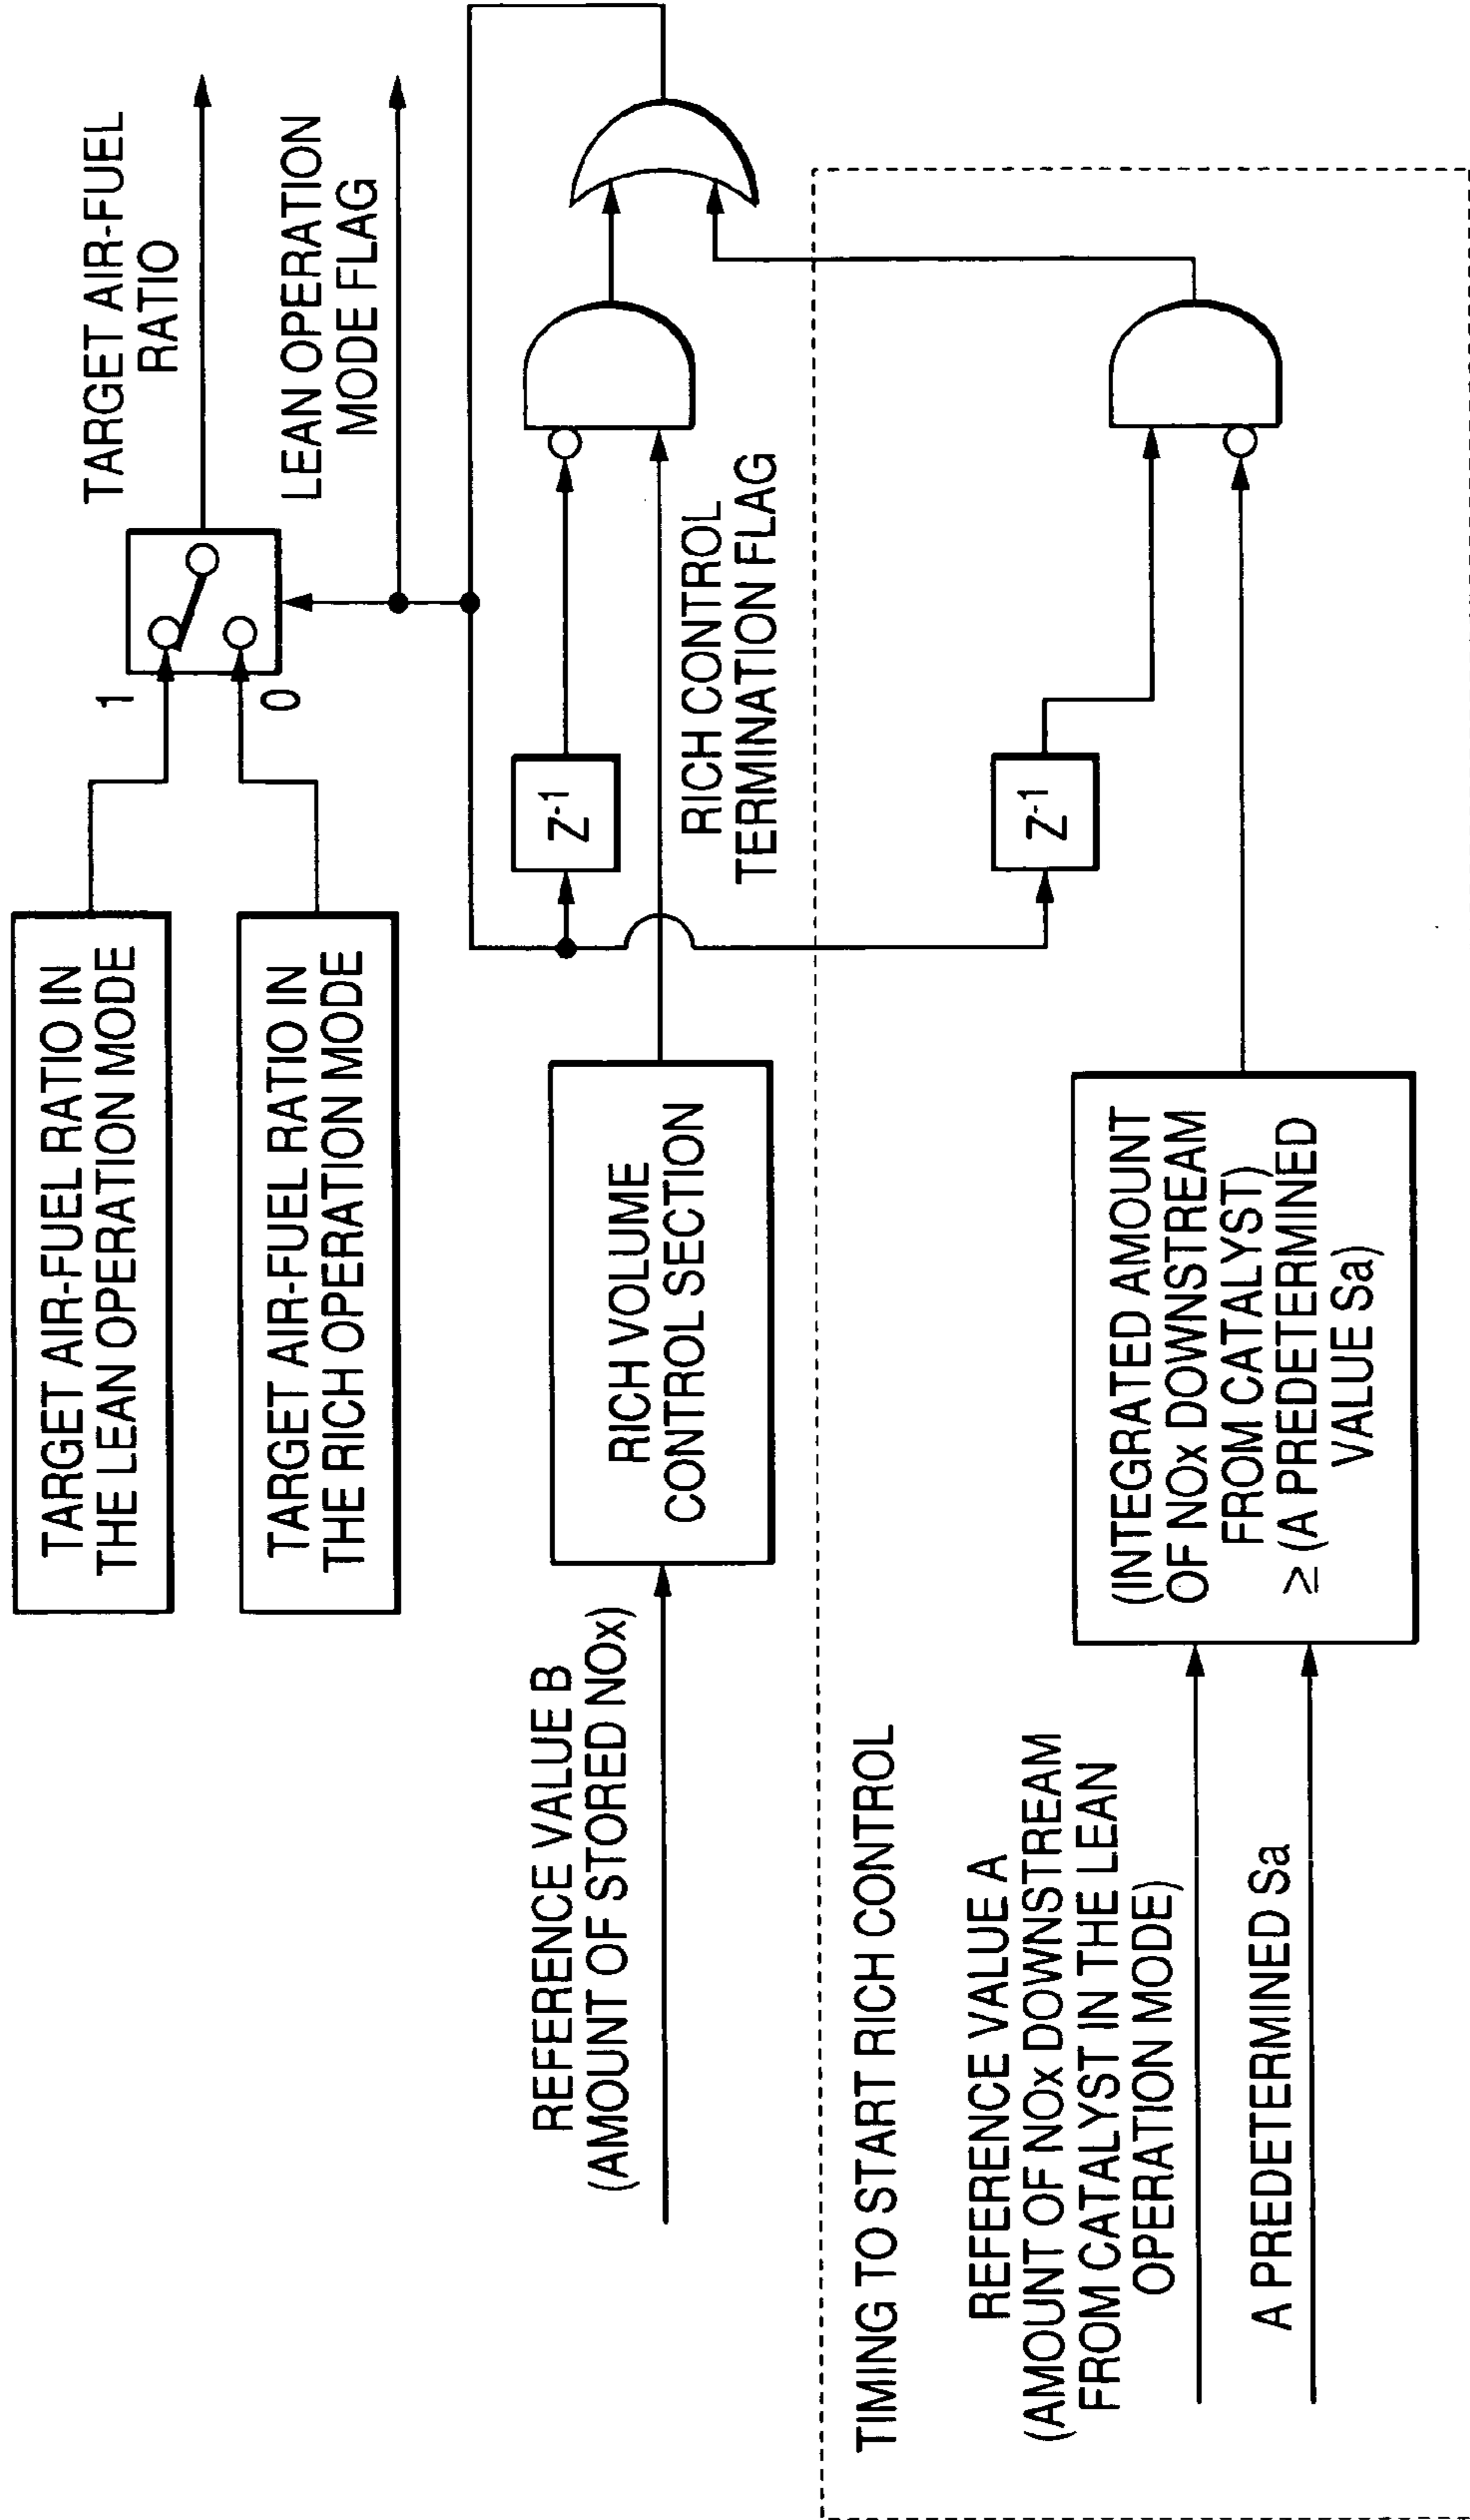 TARGET AIR-FUEL RATION IN
THE LEAN OPERATION MODE
TARGET AIR-FUEL RATION IN
THE RICH OPERATION MODE
1
0
TARGET AIR-FUEL
RATIO
LEAN OPERATION
MODE FLAG
REFERENCE VALUE B
(AMOUNT OF STORED NOx)
RICH VOLUME
CONTROL SECTION
Z-1
RICH CONTROL
TERMINATION FLAG
TIMING TO START RICH CONTROL
REFERENCE VALUE A
(AMOUNT OF NOx DOWNSTREAM
FROM CATALYST IN THE LEAN
OPERATION MODE)
A PREDETERMINED Sa
(INTEGRATED AMOUNT
OF NOx DOWNSTREAM
FROM CATALYST)
≥ (A PREDETERMINED
VALUE Sa)
Z-1